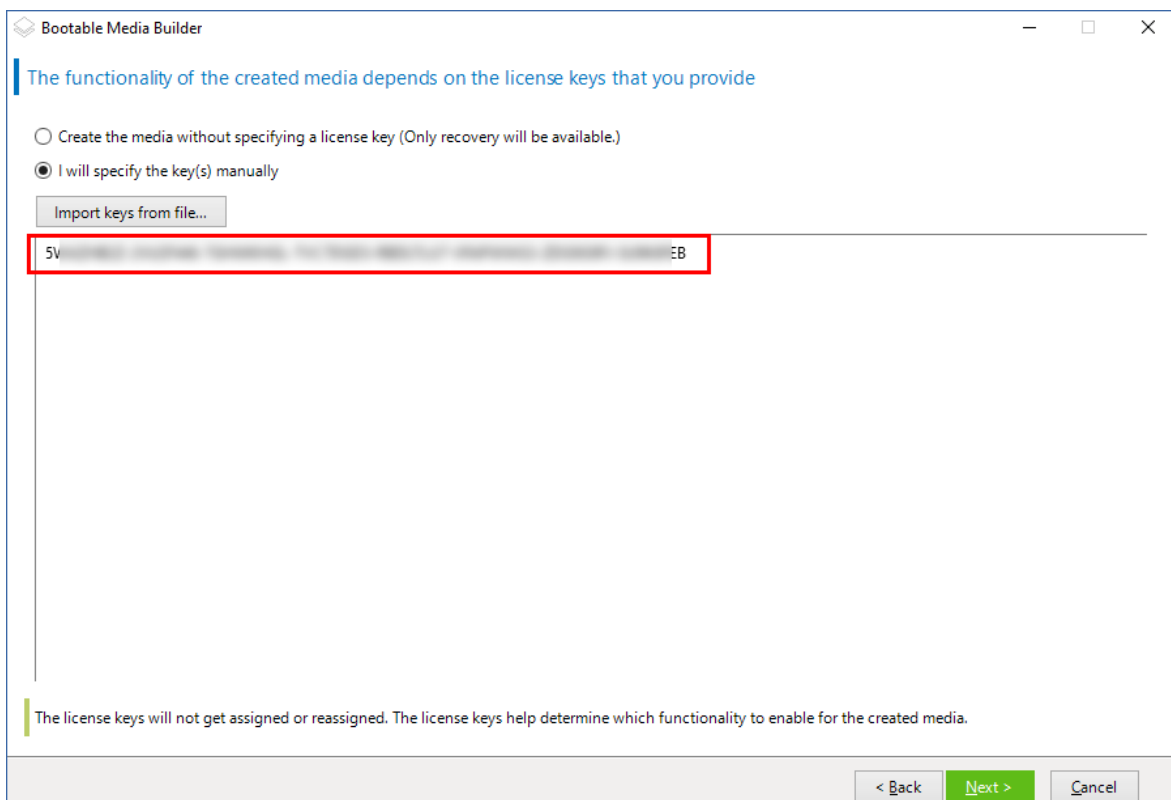 Bootable Media Builder
The functionality of the created media depends on the license keys that you provide
Create the media without specifying a license key (Only recovery will be available.)
I will specify the key(s) manually
Import keys from file...
5V EB
The license keys will not get assigned or reassigned. The license keys help determine which functionality to enable for the created media.
< Back Next > Cancel